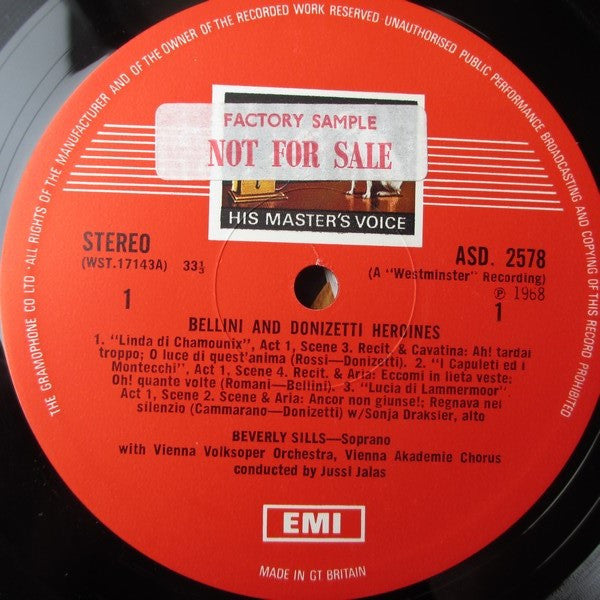 THE GRAMOPHONE CO LTD · ALL RIGHTS OF THE MANUFACTURER AND OF THE OWNER OF THE RECORDED WORK RESERVED UNAUTHORISED PUBLIC PERFORMANCE BROADCASTING AND COPYING OF THIS RECORD PROHIBITED
FACTORY SAMPLE
NOT FOR SALE
HIS MASTER'S VOICE
STEREO
(WST.17143A) 33⅓
1
ASD. 2578
(A "Westminster" Recording)
℗ 1968
1
BELLINI AND DONIZETTI HEROINES
1. "Linda di Chamounix", Act 1, Scene 3. Recit. & Cavatina: Ah! tardai
troppo; O luce di quest'anima (Rossi—Donizetti). 2. "I Capuleti ed i
Montecchi", Act 1, Scene 4. Recit. & Aria: Eccomi in lieta veste;
Oh! quante volte (Romani—Bellini). 3. "Lucia di Lammermoor"
Act 1, Scene 2. Scene & Aria: Ancor non giunse!; Regnava nel
silenzio (Cammarano—Donizetti) w/Sonja Draksler, alto
BEVERLY SILLS—Soprano
with Vienna Volksoper Orchestra, Vienna Akademie Chorus
conducted by Jussi Jalas
EMI
MADE IN GT BRITAIN